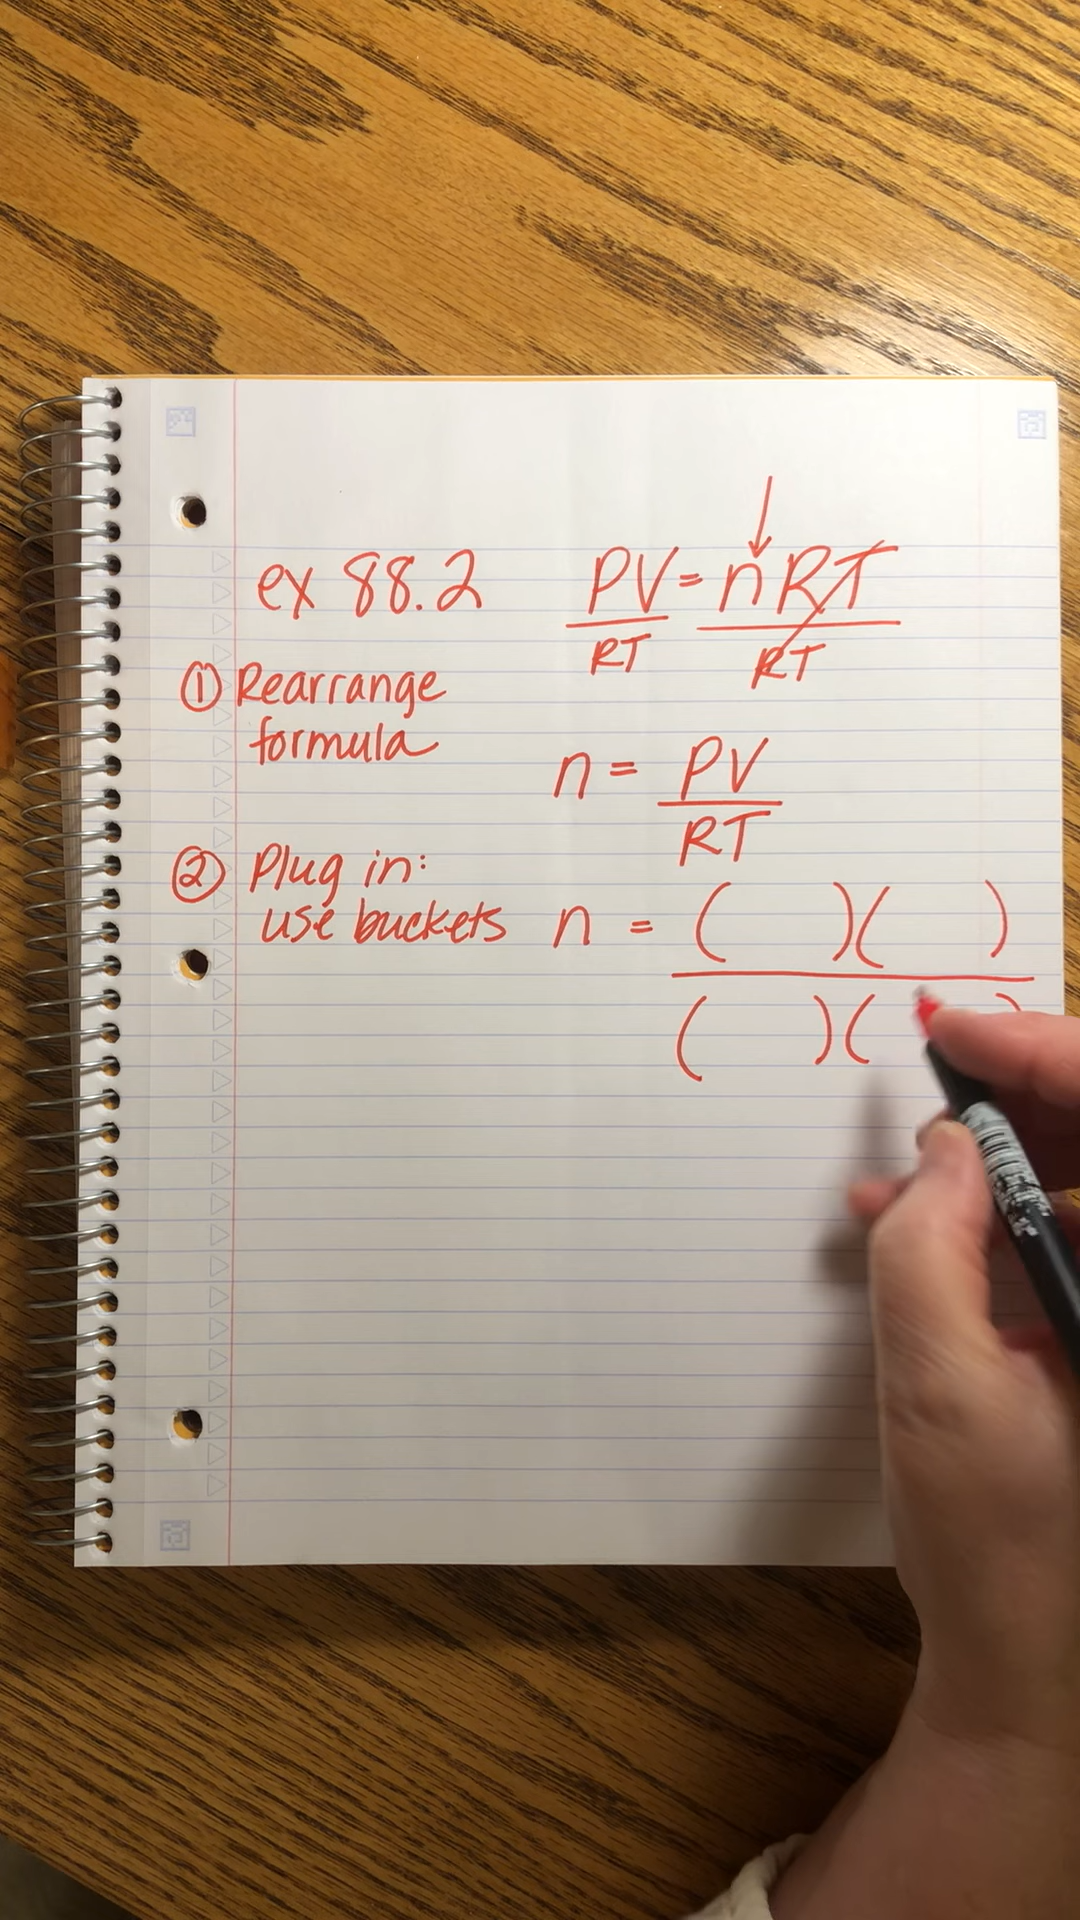 ex 88.2
PV = nRT
RT RT
① Rearrange
formula
n = PV
RT
② Plug in:
use buckets
n = ( )( )
( )( )